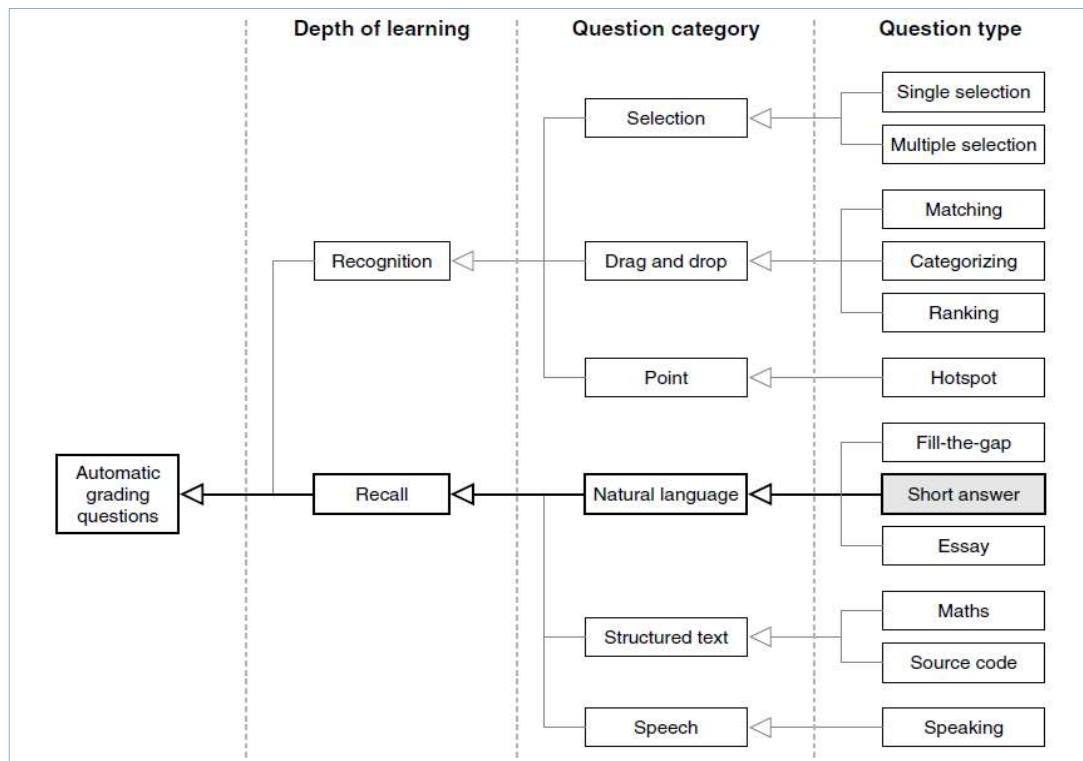 Depth of learning
Question category
Question type
Single selection
Selection
Multiple selection
Matching
Recognition
Drag and drop
Categorizing
Ranking
Point
Hotspot
Fill-the-gap
Automatic
grading
questions
Recall
Natural language
Short answer
Essay
Maths
Structured text
Source code
Speech
Speaking